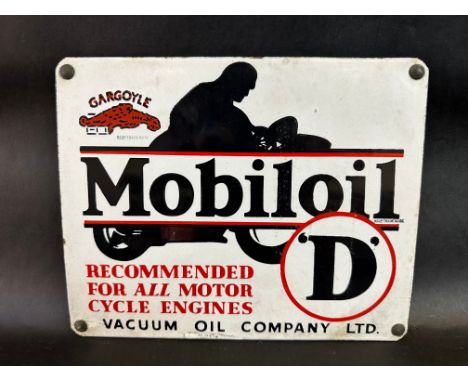 GARGOYLE
Mobiloil
'D'
RECOMMENDED
FOR ALL MOTOR
CYCLE ENGINES
VACUUM OIL COMPANY LTD.